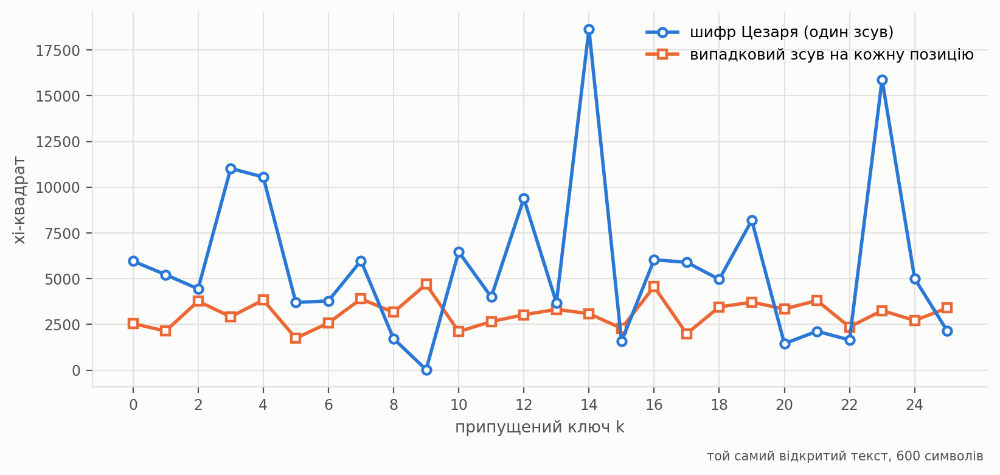 шифр Цезаря (один зсув)
випадковий зсув на кожну позицію
хі-квадрат
17500
15000
12500
10000
7500
5000
2500
0
0 2 4 6 8 10 12 14 16 18 20 22 24
припущений ключ k
той самий відкритий текст, 600 символів